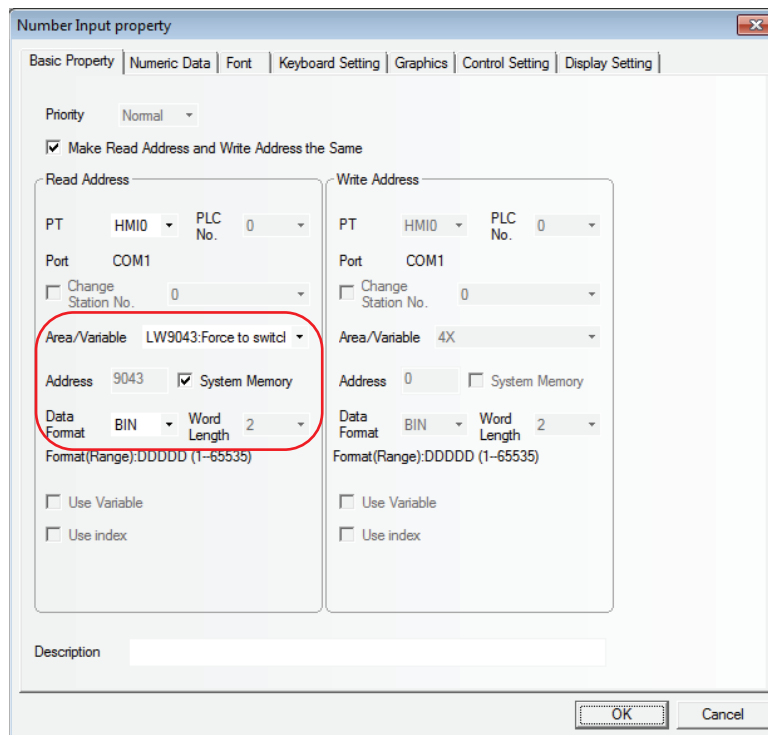 Number Input property
Basic Property Numeric Data Font Keyboard Setting Graphics Control Setting Display Setting
Priority Normal
Make Read Address and Write Address the Same
Read Address
PT HMI0 PLC No. 0
Port COM1
Change Station No. 0
Area/Variable LW9043:Force to switcl
Address 9043 System Memory
Data Format BIN Word Length 2
Format(Range):DDDDD (1--65535)
Use Variable
Use index
Write Address
PT HMI0 PLC No. 0
Port COM1
Change Station No. 0
Area/Variable 4X
Address 0 System Memory
Data Format BIN Word Length 2
Format(Range):DDDDD (1--65535)
Use Variable
Use index
Description
OK Cancel